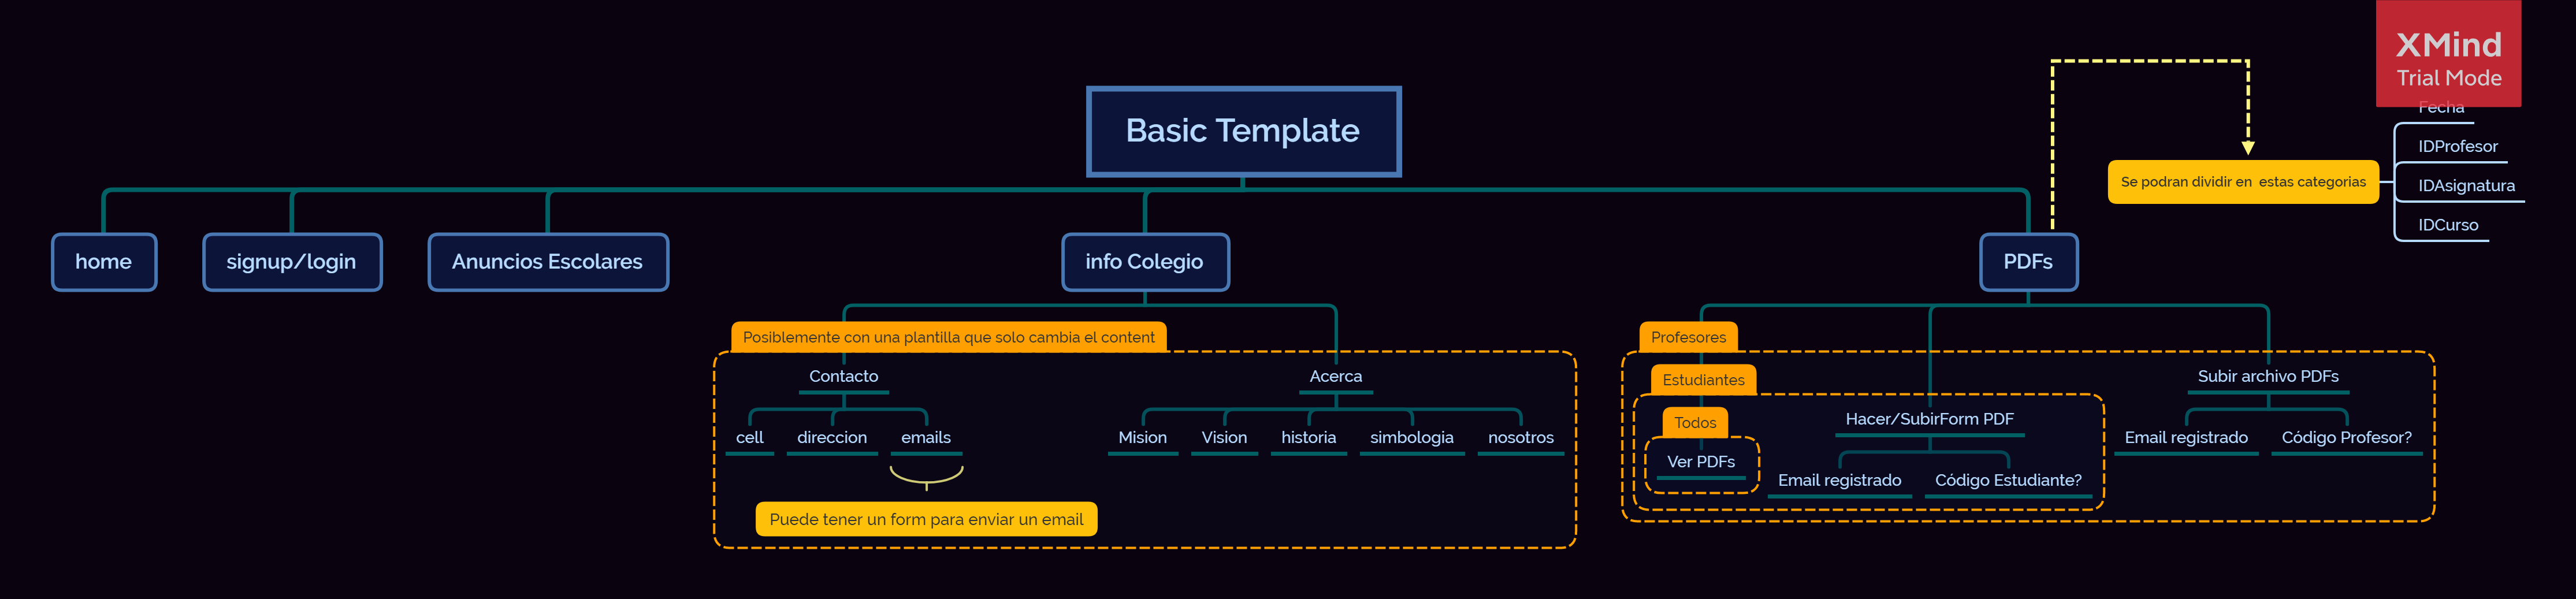 XMind
Trial Mode
Basic Template
Fecha
IDProfesor
Se podran dividir en estas categorias
IDAsignatura
IDCurso
home
signup/login
Anuncios Escolares
info Colegio
PDFs
Posiblemente con una plantilla que solo cambia el content
Contacto
cell
direccion
emails
Puede tener un form para enviar un email
Acerca
Mision
Vision
historia
simbologia
nosotros
Profesores
Estudiantes
Todos
Ver PDFs
Hacer/SubirForm PDF
Email registrado
Código Estudiante?
Subir archivo PDFs
Email registrado
Código Profesor?